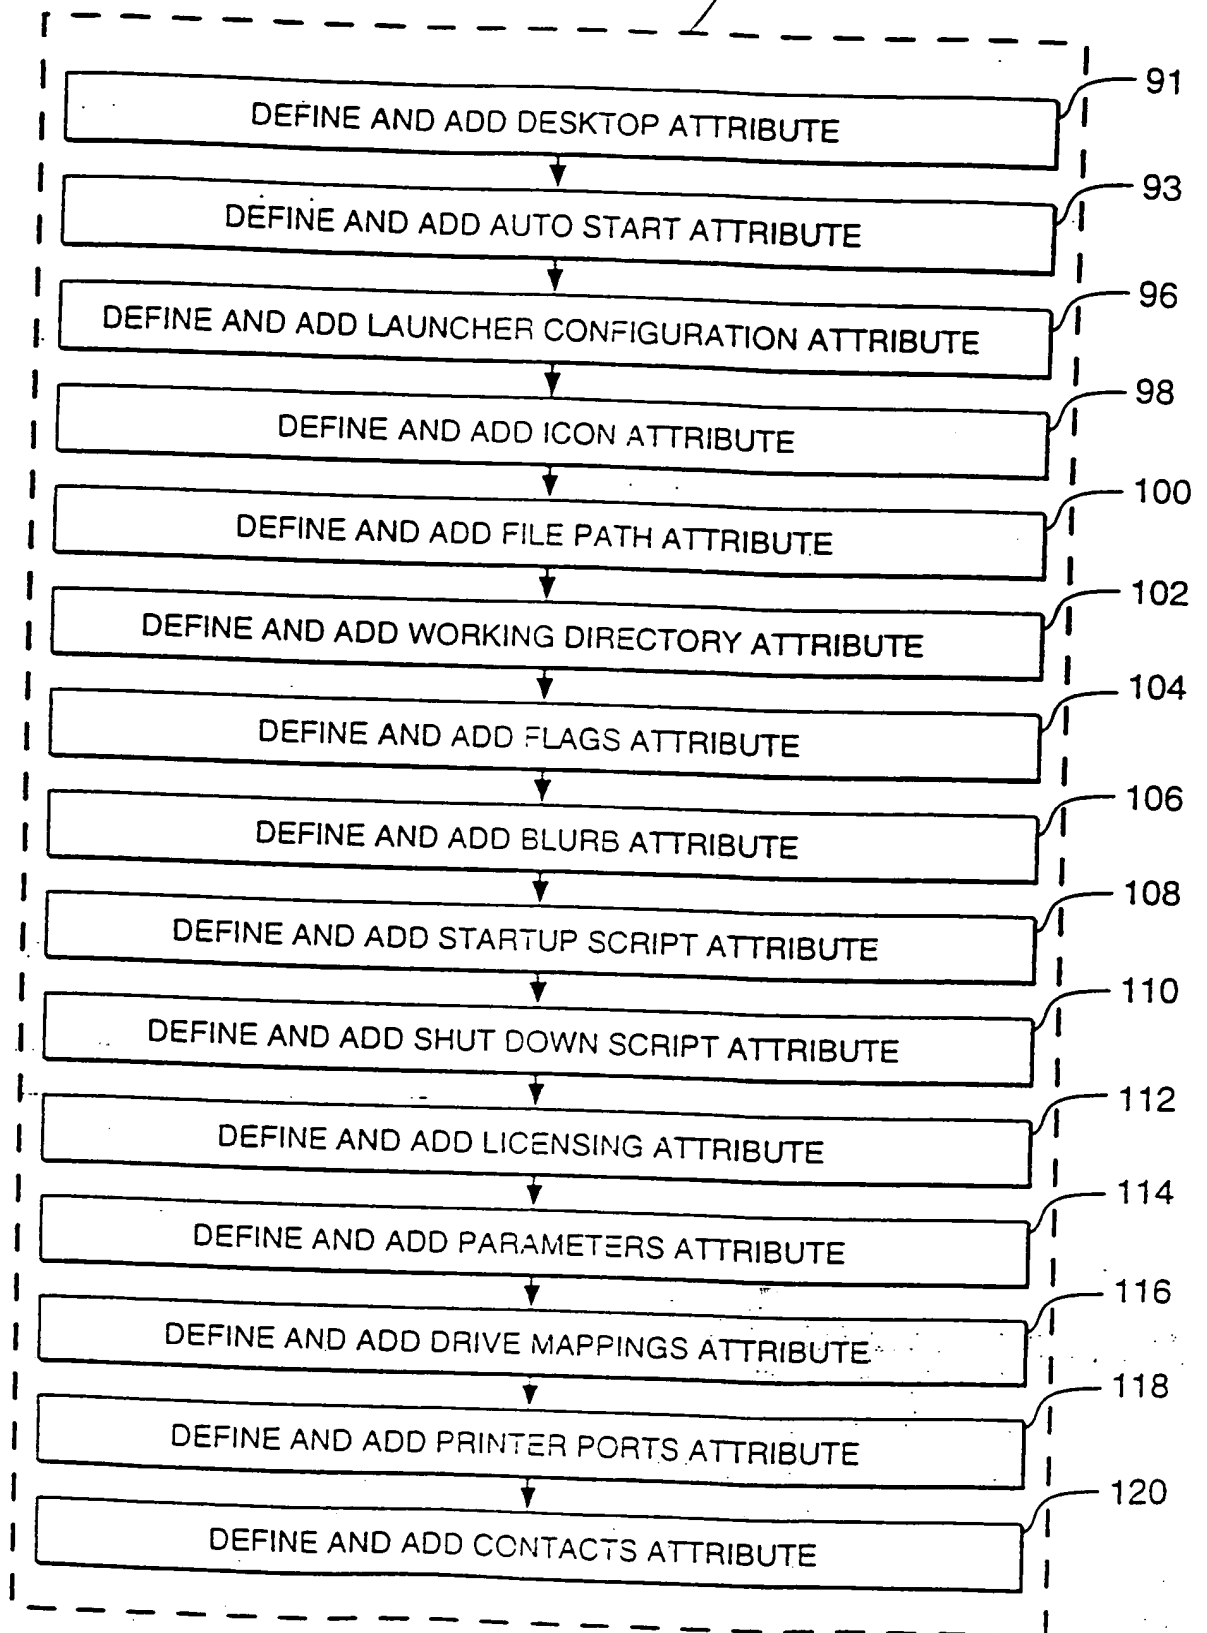 DEFINE AND ADD DESKTOP ATTRIBUTE 91
DEFINE AND ADD AUTO START ATTRIBUTE 93
DEFINE AND ADD LAUNCHER CONFIGURATION ATTRIBUTE 96
DEFINE AND ADD ICON ATTRIBUTE 98
DEFINE AND ADD FILE PATH ATTRIBUTE 100
DEFINE AND ADD WORKING DIRECTORY ATTRIBUTE 102
DEFINE AND ADD FLAGS ATTRIBUTE 104
DEFINE AND ADD BLURB ATTRIBUTE 106
DEFINE AND ADD STARTUP SCRIPT ATTRIBUTE 108
DEFINE AND ADD SHUT DOWN SCRIPT ATTRIBUTE 110
DEFINE AND ADD LICENSING ATTRIBUTE 112
DEFINE AND ADD PARAMETERS ATTRIBUTE 114
DEFINE AND ADD DRIVE MAPPINGS ATTRIBUTE 116
DEFINE AND ADD PRINTER PORTS ATTRIBUTE 118
DEFINE AND ADD CONTACTS ATTRIBUTE 120